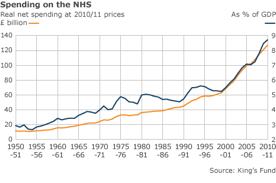 Spending on the NHS
Real net spending at 2010/11 prices
£ billion As % of GDP
140 9
120 8
100 7
80 6
60 5
40 4
20 3
0 2
1950 1955 1960 1965 1970 1975 1980 1985 1990 1995 2000 2005 2010
-51 -56 -61 -66 -71 -76 -81 -86 -91 -96 -01 -06 -11
Source: King's Fund